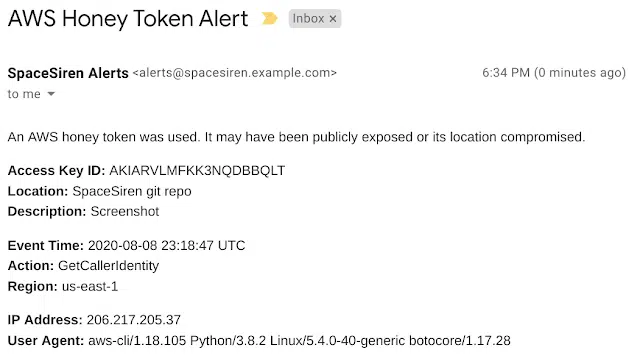 AWS Honey Token Alert
Inbox ×
SpaceSiren Alerts <alerts@spacesiren.example.com>
6:34 PM (0 minutes ago)
to me
An AWS honey token was used. It may have been publicly exposed or its location compromised.
Access Key ID: AKIARVLMFKK3NQDBBQLT
Location: SpaceSiren git repo
Description: Screenshot
Event Time: 2020-08-08 23:18:47 UTC
Action: GetCallerIdentity
Region: us-east-1
IP Address: 206.217.205.37
User Agent: aws-cli/1.18.105 Python/3.8.2 Linux/5.4.0-40-generic botocore/1.17.28